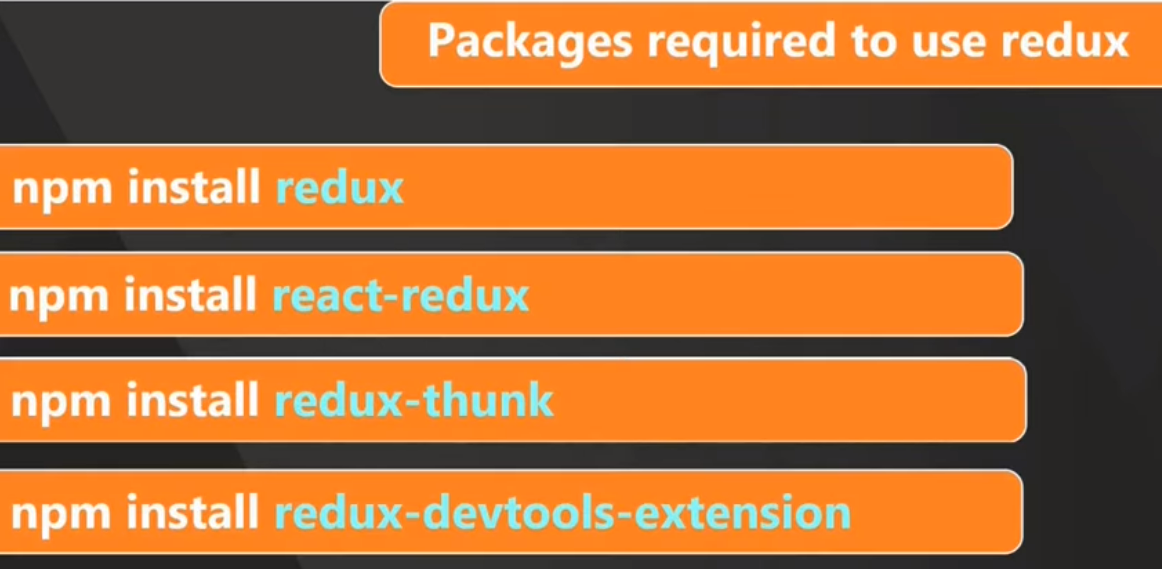 Packages required to use redux
npm install redux
npm install react-redux
npm install redux-thunk
npm install redux-devtools-extension